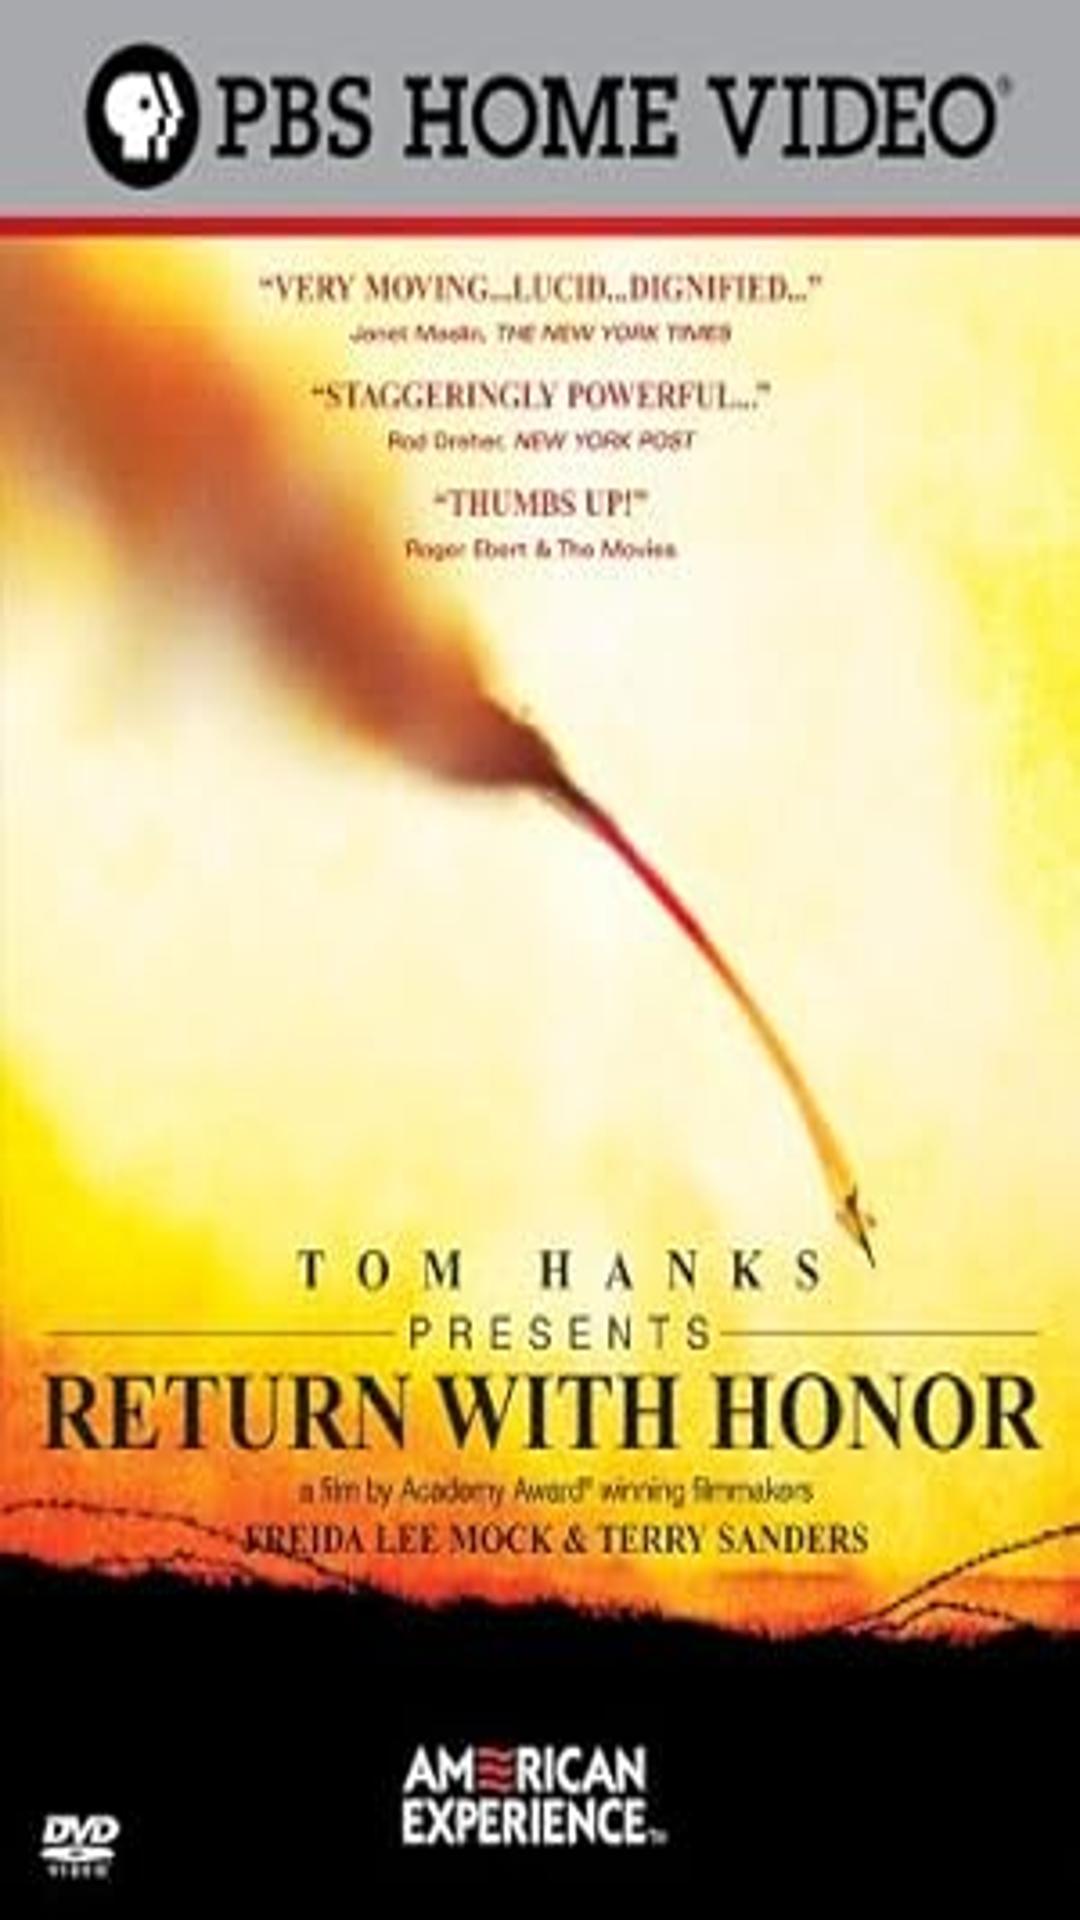 PBS HOME VIDEO®
“VERY MOVING...LUCID...DIGNIFIED...”
Janet Maslin, THE NEW YORK TIMES
“STAGGERINGLY POWERFUL...”
Rod Dreher, NEW YORK POST
“THUMBS UP!”
Roger Ebert & The Movies
TOM HANKS
PRESENTS
RETURN WITH HONOR
a film by Academy Award® winning filmmakers
FREIDA LEE MOCK & TERRY SANDERS
AMERICAN
EXPERIENCE™
DVD
VIDEO